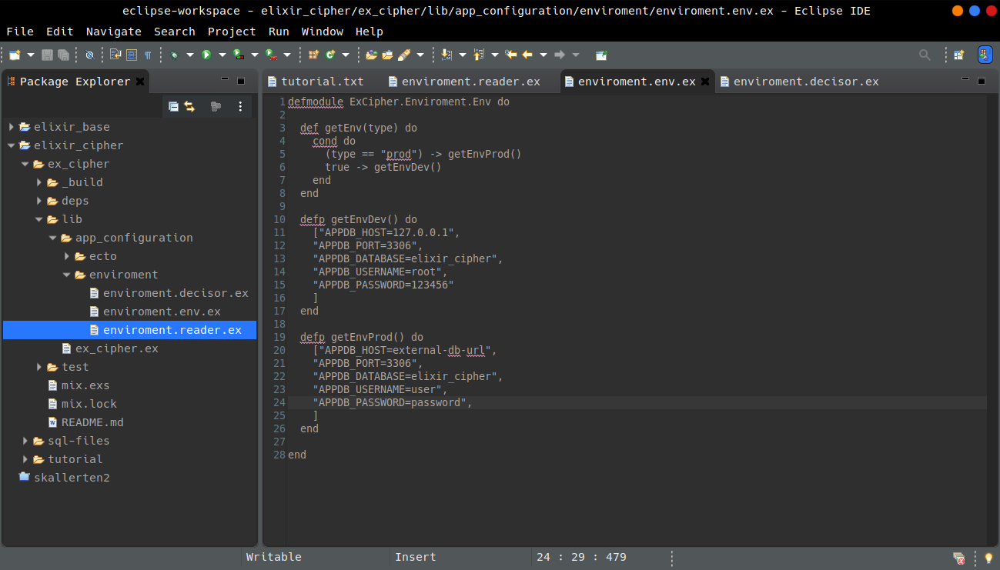 eclipse-workspace - elixir_cipher/ex_cipher/lib/app_configuration/enviroment/enviroment.env.ex - Eclipse IDE
File Edit Navigate Search Project Run Window Help
Package Explorer
elixir_base
elixir_cipher
ex_cipher
_build
deps
lib
app_configuration
ecto
enviroment
enviroment.decisor.ex
enviroment.env.ex
enviroment.reader.ex
ex_cipher.ex
test
mix.exs
mix.lock
README.md
sql-files
tutorial
skallerten2
tutorial.txt enviroment.reader.ex enviroment.env.ex enviroment.decisor.ex
1 defmodule ExCipher.Enviroment.Env do
2
3   def getEnv(type) do
4     cond do
5       (type == "prod") -> getEnvProd()
6       true -> getEnvDev()
7     end
8   end
9
10   defp getEnvDev() do
11     ["APPDB_HOST=127.0.0.1",
12     "APPDB_PORT=3306",
13     "APPDB_DATABASE=elixir_cipher",
14     "APPDB_USERNAME=root",
15     "APPDB_PASSWORD=123456"
16     ]
17   end
18
19   defp getEnvProd() do
20     ["APPDB_HOST=external-db-url",
21     "APPDB_PORT=3306",
22     "APPDB_DATABASE=elixir_cipher",
23     "APPDB_USERNAME=user",
24     "APPDB_PASSWORD=password",
25     ]
26   end
27
28 end
Writable Insert 24 : 29 : 479